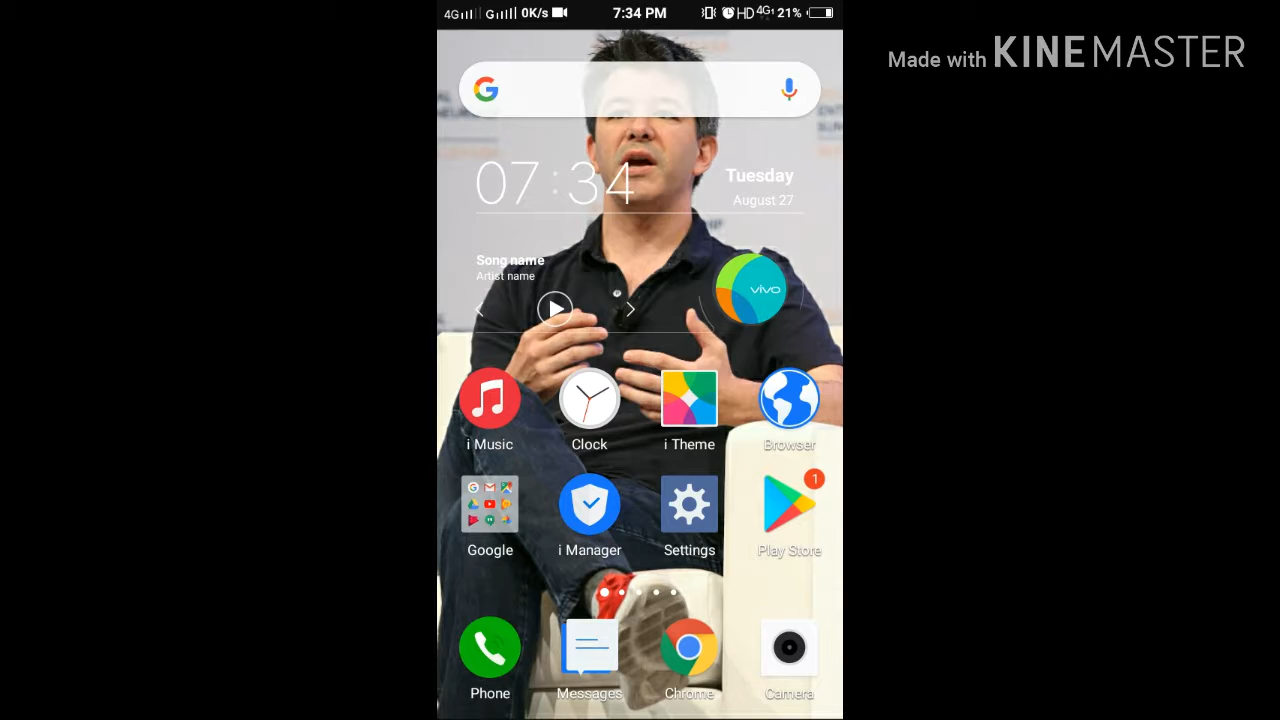 4G G 0K/s 7:34 PM HD 4G 21%
Made with KINEMASTER
07:34
Tuesday
August 27
Song name
Artist name
vivo
i Music Clock i Theme Browser
1
Google i Manager Settings Play Store
Phone Messages Chrome Camera